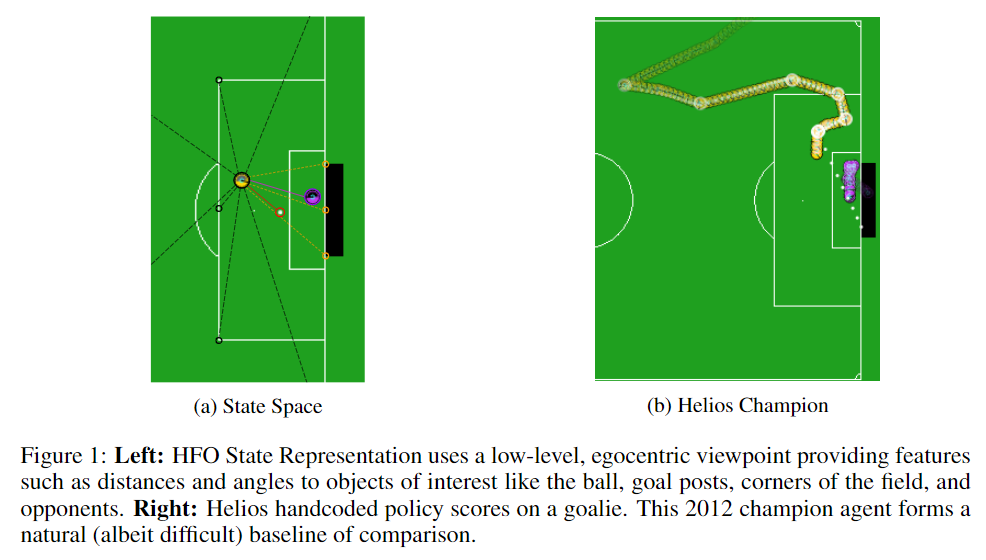 (a) State Space
(b) Helios Champion
Figure 1: Left: HFO State Representation uses a low-level, egocentric viewpoint providing features
such as distances and angles to objects of interest like the ball, goal posts, corners of the field, and
opponents. Right: Helios handcoded policy scores on a goalie. This 2012 champion agent forms a
natural (albeit difficult) baseline of comparison.